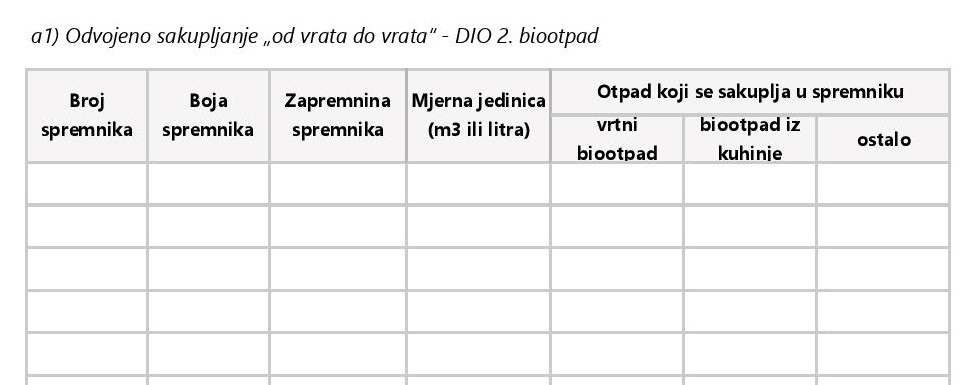 a1) Odvojeno sakupljanje „od vrata do vrata“ - DIO 2. biootpad
Broj
spremnika
Boja
spremnika
Zapremnina
spremnika
Mjerna jedinica
(m3 ili litra)
Otpad koji se sakuplja u spremniku
vrtni
biootpad
biootpad iz
kuhinje
ostalo